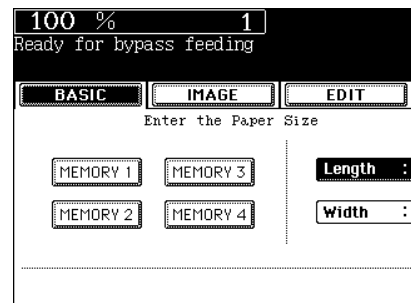 100 % 1
Ready for bypass feeding
BASIC IMAGE EDIT
Enter the Paper Size
MEMORY 1 MEMORY 3 Length :
MEMORY 2 MEMORY 4 Width :